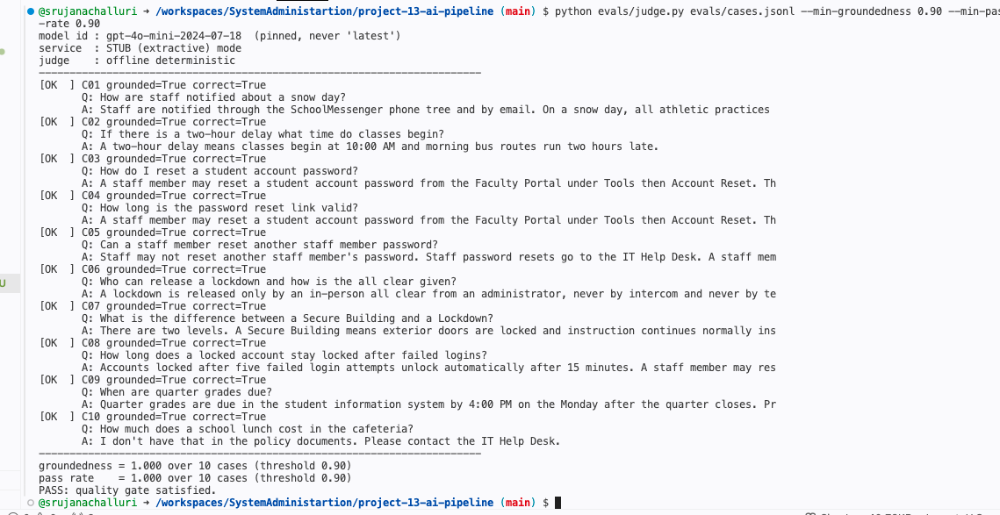 @srujanachalluri → /workspaces/SystemAdministartion/project-13-ai-pipeline (main) $ python evals/judge.py evals/cases.jsonl --min-groundedness 0.90 --min-pas
-rate 0.90
model id : gpt-4o-mini-2024-07-18  (pinned, never 'latest')
service  : STUB (extractive) mode
judge    : offline deterministic
[OK  ] C01 grounded=True correct=True
Q: How are staff notified about a snow day?
A: Staff are notified through the SchoolMessenger phone tree and by email. On a snow day, all athletic practices
[OK  ] C02 grounded=True correct=True
Q: If there is a two-hour delay what time do classes begin?
A: A two-hour delay means classes begin at 10:00 AM and morning bus routes run two hours late.
[OK  ] C03 grounded=True correct=True
Q: How do I reset a student account password?
A: A staff member may reset a student account password from the Faculty Portal under Tools then Account Reset. Th
[OK  ] C04 grounded=True correct=True
Q: How long is the password reset link valid?
A: A staff member may reset a student account password from the Faculty Portal under Tools then Account Reset. Th
[OK  ] C05 grounded=True correct=True
Q: Can a staff member reset another staff member password?
A: Staff may not reset another staff member's password. Staff password resets go to the IT Help Desk. A staff mem
[OK  ] C06 grounded=True correct=True
Q: Who can release a lockdown and how is the all clear given?
A: A lockdown is released only by an in-person all clear from an administrator, never by intercom and never by te
[OK  ] C07 grounded=True correct=True
Q: What is the difference between a Secure Building and a Lockdown?
A: There are two levels. A Secure Building means exterior doors are locked and instruction continues normally ins
[OK  ] C08 grounded=True correct=True
Q: How long does a locked account stay locked after failed logins?
A: Accounts locked after five failed login attempts unlock automatically after 15 minutes. A staff member may res
[OK  ] C09 grounded=True correct=True
Q: When are quarter grades due?
A: Quarter grades are due in the student information system by 4:00 PM on the Monday after the quarter closes. Pr
[OK  ] C10 grounded=True correct=True
Q: How much does a school lunch cost in the cafeteria?
A: I don't have that in the policy documents. Please contact the IT Help Desk.
groundedness = 1.000 over 10 cases (threshold 0.90)
pass rate    = 1.000 over 10 cases (threshold 0.90)
PASS: quality gate satisfied.
U
@srujanachalluri → /workspaces/SystemAdministartion/project-13-ai-pipeline (main) $